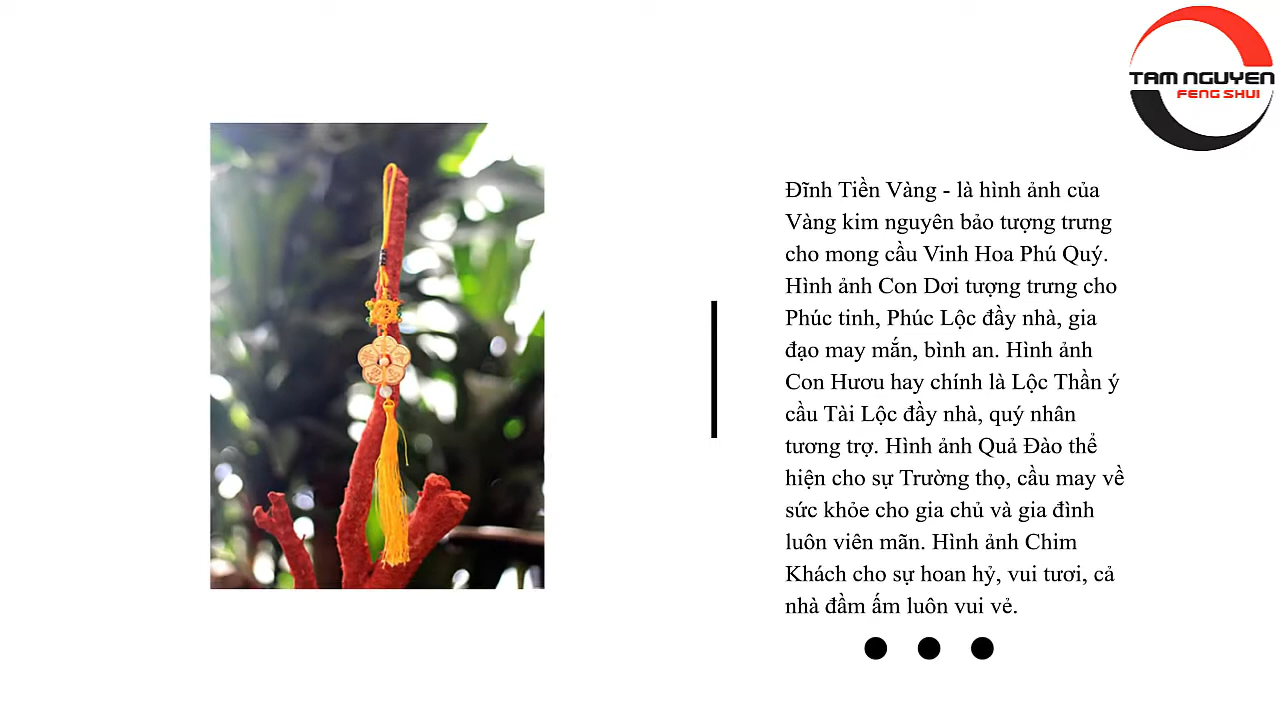 TAM NGUYEN
FENG SHUI
Đĩnh Tiền Vàng - là hình ảnh của
Vàng kim nguyên bảo tượng trưng
cho mong cầu Vinh Hoa Phú Quý.
Hình ảnh Con Dơi tượng trưng cho
Phúc tinh, Phúc Lộc đầy nhà, gia
đạo may mắn, bình an. Hình ảnh
Con Hươu hay chính là Lộc Thần ý
cầu Tài Lộc đầy nhà, quý nhân
tương trợ. Hình ảnh Quả Đào thể
hiện cho sự Trường thọ, cầu may về
sức khỏe cho gia chủ và gia đình
luôn viên mãn. Hình ảnh Chim
Khách cho sự hoan hỷ, vui tươi, cả
nhà đầm ấm luôn vui vẻ.